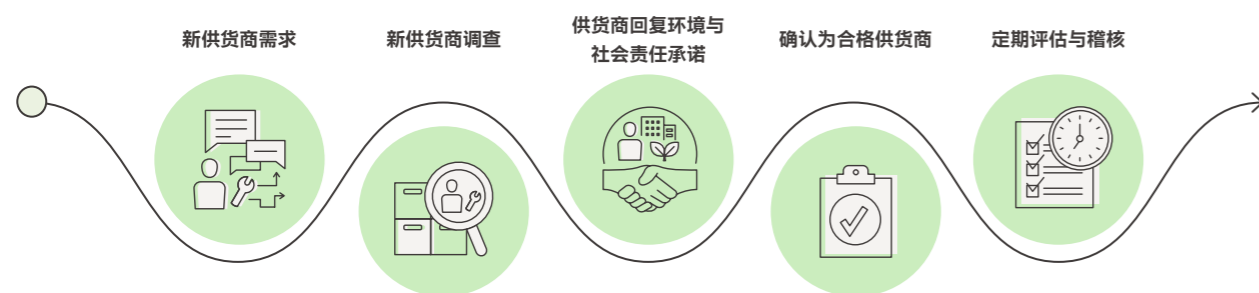 新供货商需求
新供货商调查
供货商回复环境与
社会责任承诺
确认为合格供货商
定期评估与稽核